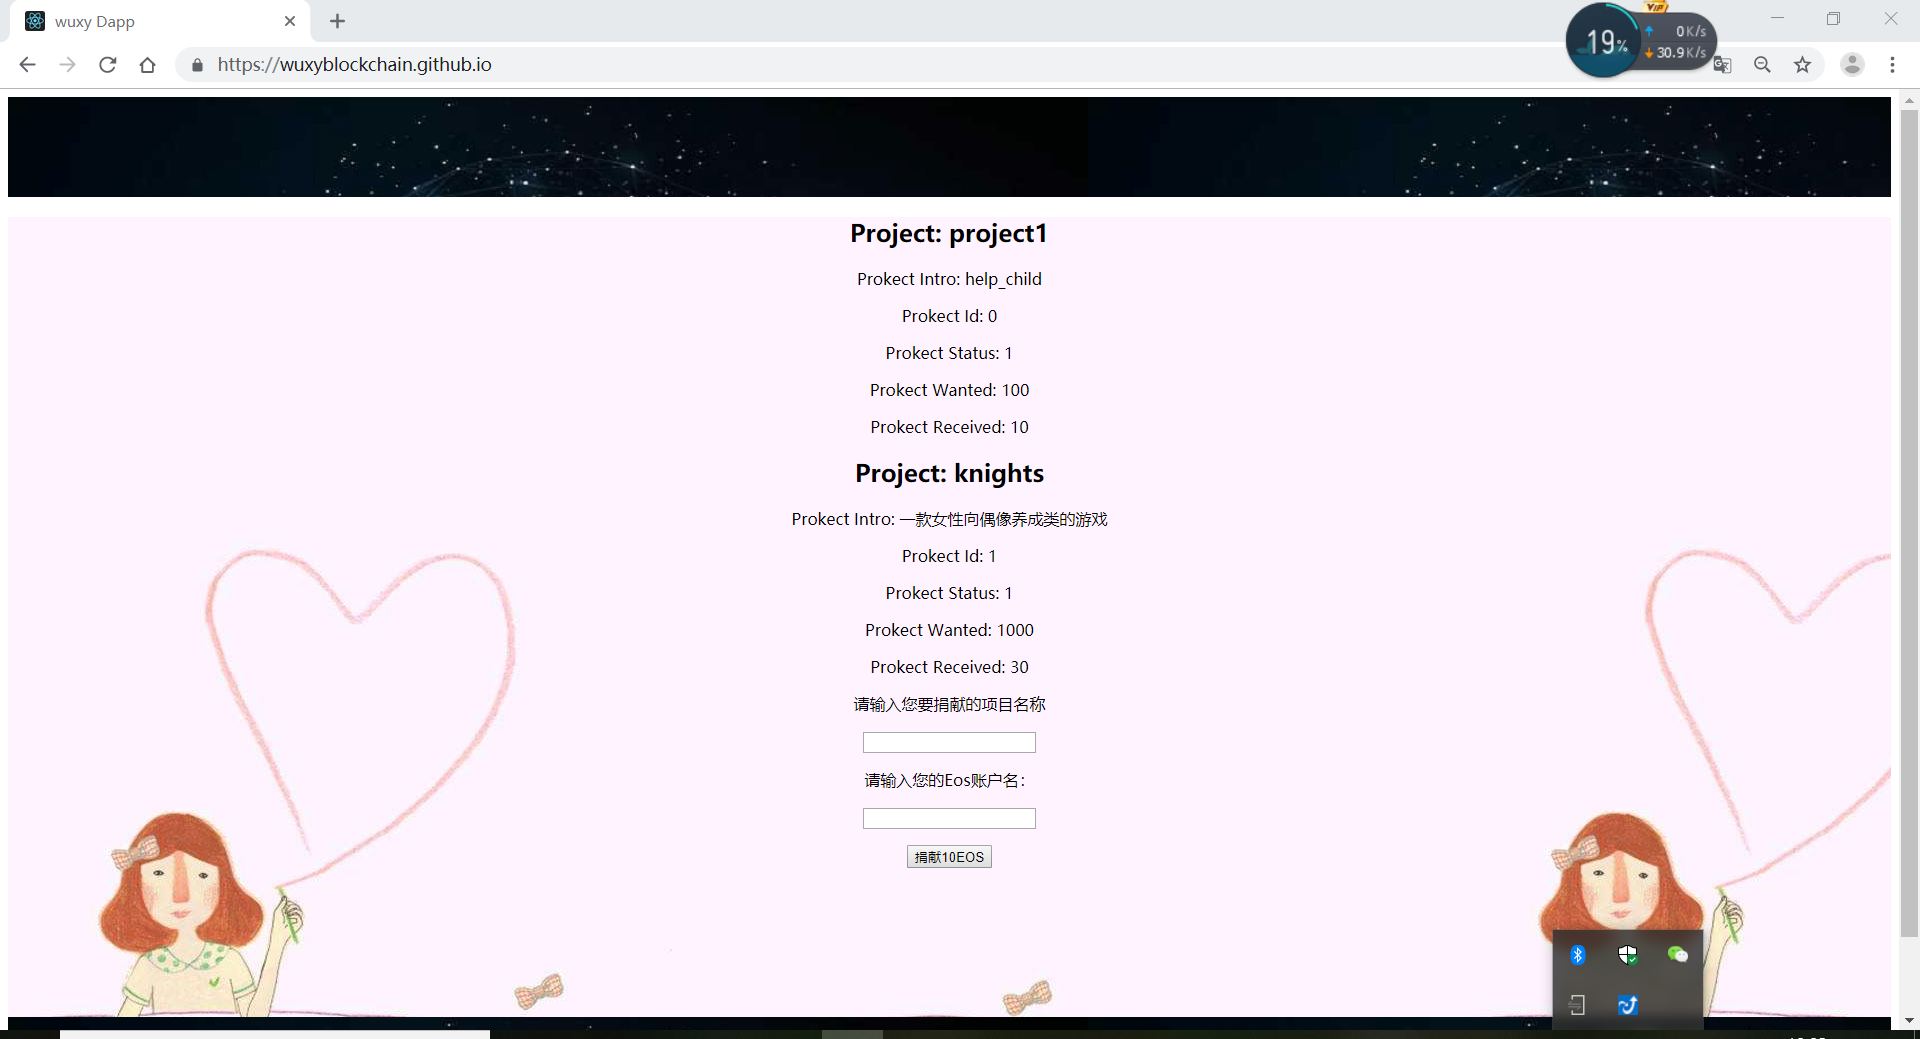 wuxy Dapp
VIP
19%
0K/s
30.9K/s
https://wuxyblockchain.github.io
Project: project1
Prokect Intro: help_child
Prokect Id: 0
Prokect Status: 1
Prokect Wanted: 100
Prokect Received: 10
Project: knights
Prokect Intro: 一款女性向偶像养成类的游戏
Prokect Id: 1
Prokect Status: 1
Prokect Wanted: 1000
Prokect Received: 30
请输入您要捐献的项目名称
请输入您的Eos账户名：
捐献10EOS